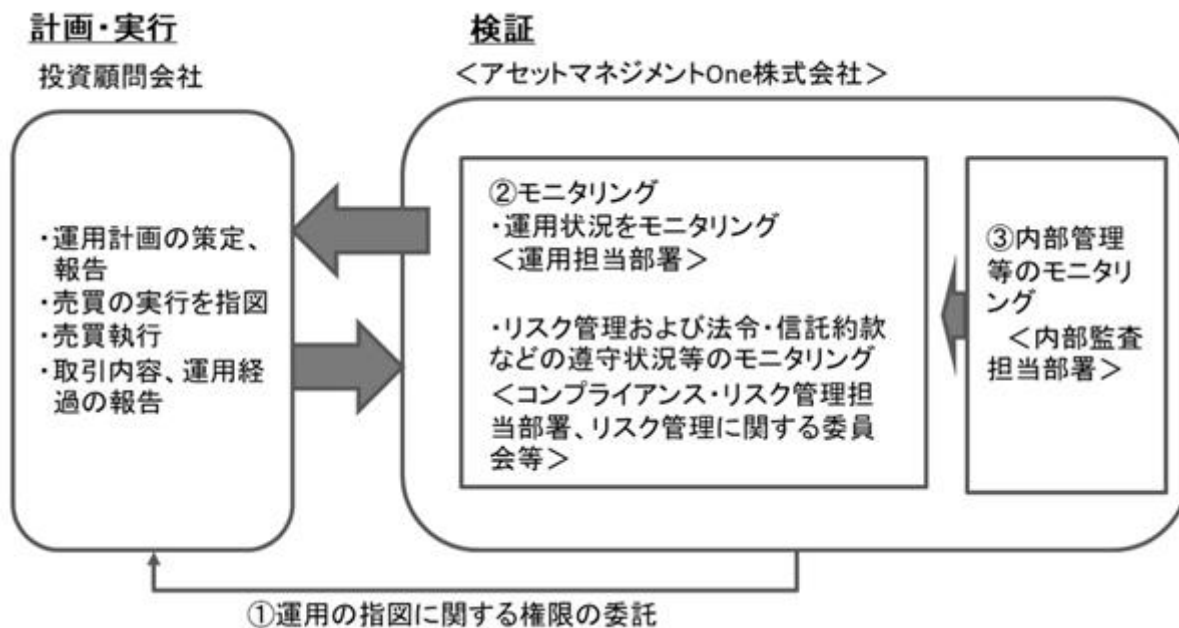 計画・実行
投資顧問会社
・運用計画の策定、
報告
・売買の実行を指図
・売買執行
・取引内容、運用経
過の報告
検証
＜アセットマネジメントOne株式会社＞
②モニタリング
・運用状況をモニタリング
＜運用担当部署＞
・リスク管理および法令・信託約款
などの遵守状況等のモニタリング
＜コンプライアンス・リスク管理担
当部署、リスク管理に関する委員
会等＞
③内部管理
等のモニタ
リング
＜内部監査
担当部署＞
①運用の指図に関する権限の委託